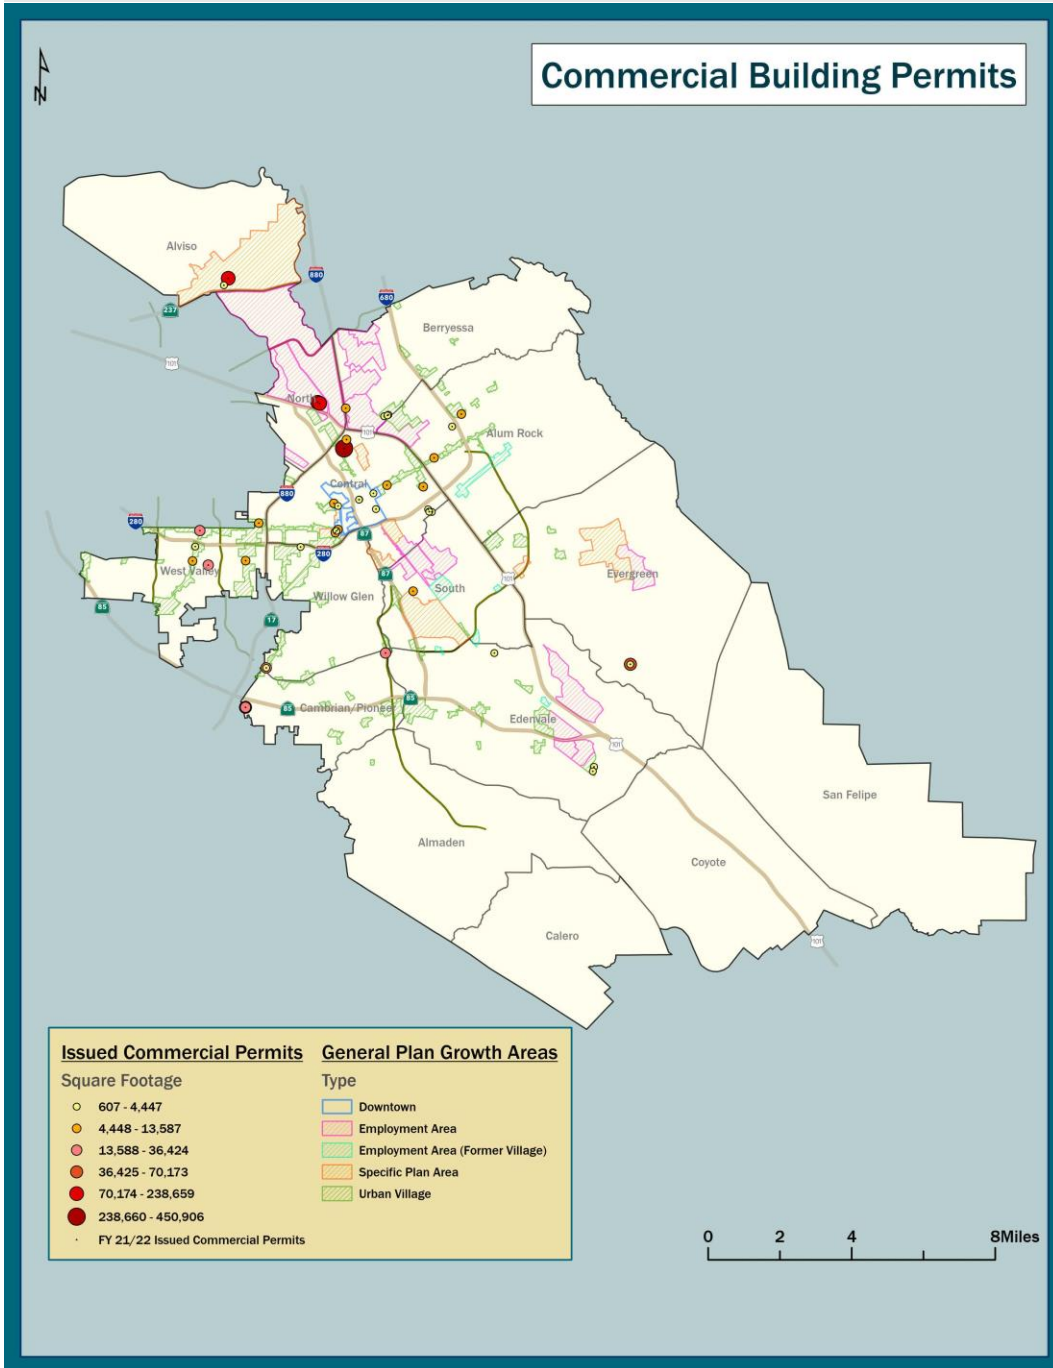 Commercial Building Permits
N
Alviso
880
237
680
Berryessa
101
North
101
Alum Rock
Central
880
280
87
280
West Valley
87
101
Evergreen
South
Willow Glen
85
17
85
85
Cambrian/Pioneer
Edenvale
101
San Felipe
Almaden
Coyote
Calero
101
Issued Commercial Permits
Square Footage
607 - 4,447
4,448 - 13,587
13,588 - 36,424
36,425 - 70,173
70,174 - 238,659
238,660 - 450,906
FY 21/22 Issued Commercial Permits
General Plan Growth Areas
Type
Downtown
Employment Area
Employment Area (Former Village)
Specific Plan Area
Urban Village
0 2 4 8Miles